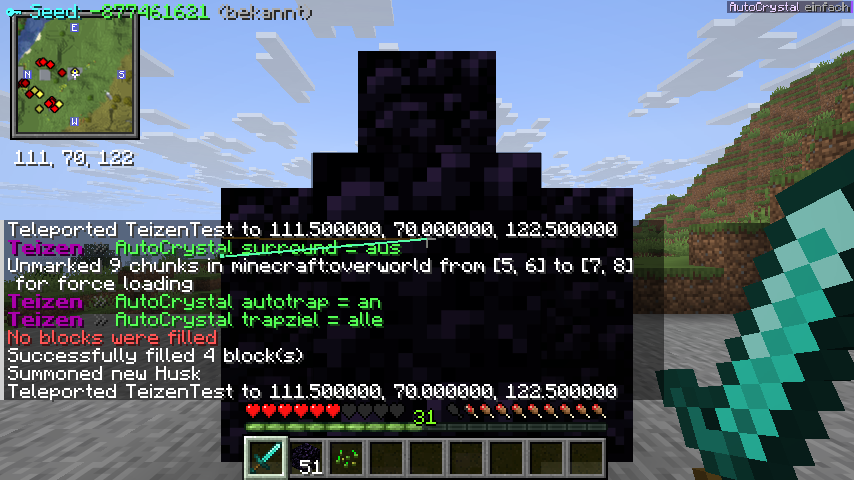 Seed: -877461621 (bekannt)
AutoCrystal einfach
E
N
S
W
111, 70, 122
Teleported TeizenTest to 111.500000, 70.000000, 122.500000
Teizen » AutoCrystal surround = aus
Unmarked 9 chunks in minecraft:overworld from [5, 6] to [7, 8]
for force loading
Teizen » AutoCrystal autotrap = an
Teizen » AutoCrystal trapziel = alle
No blocks were filled
Successfully filled 4 block(s)
Summoned new Husk
Teleported TeizenTest to 111.500000, 70.000000, 122.500000
31
51